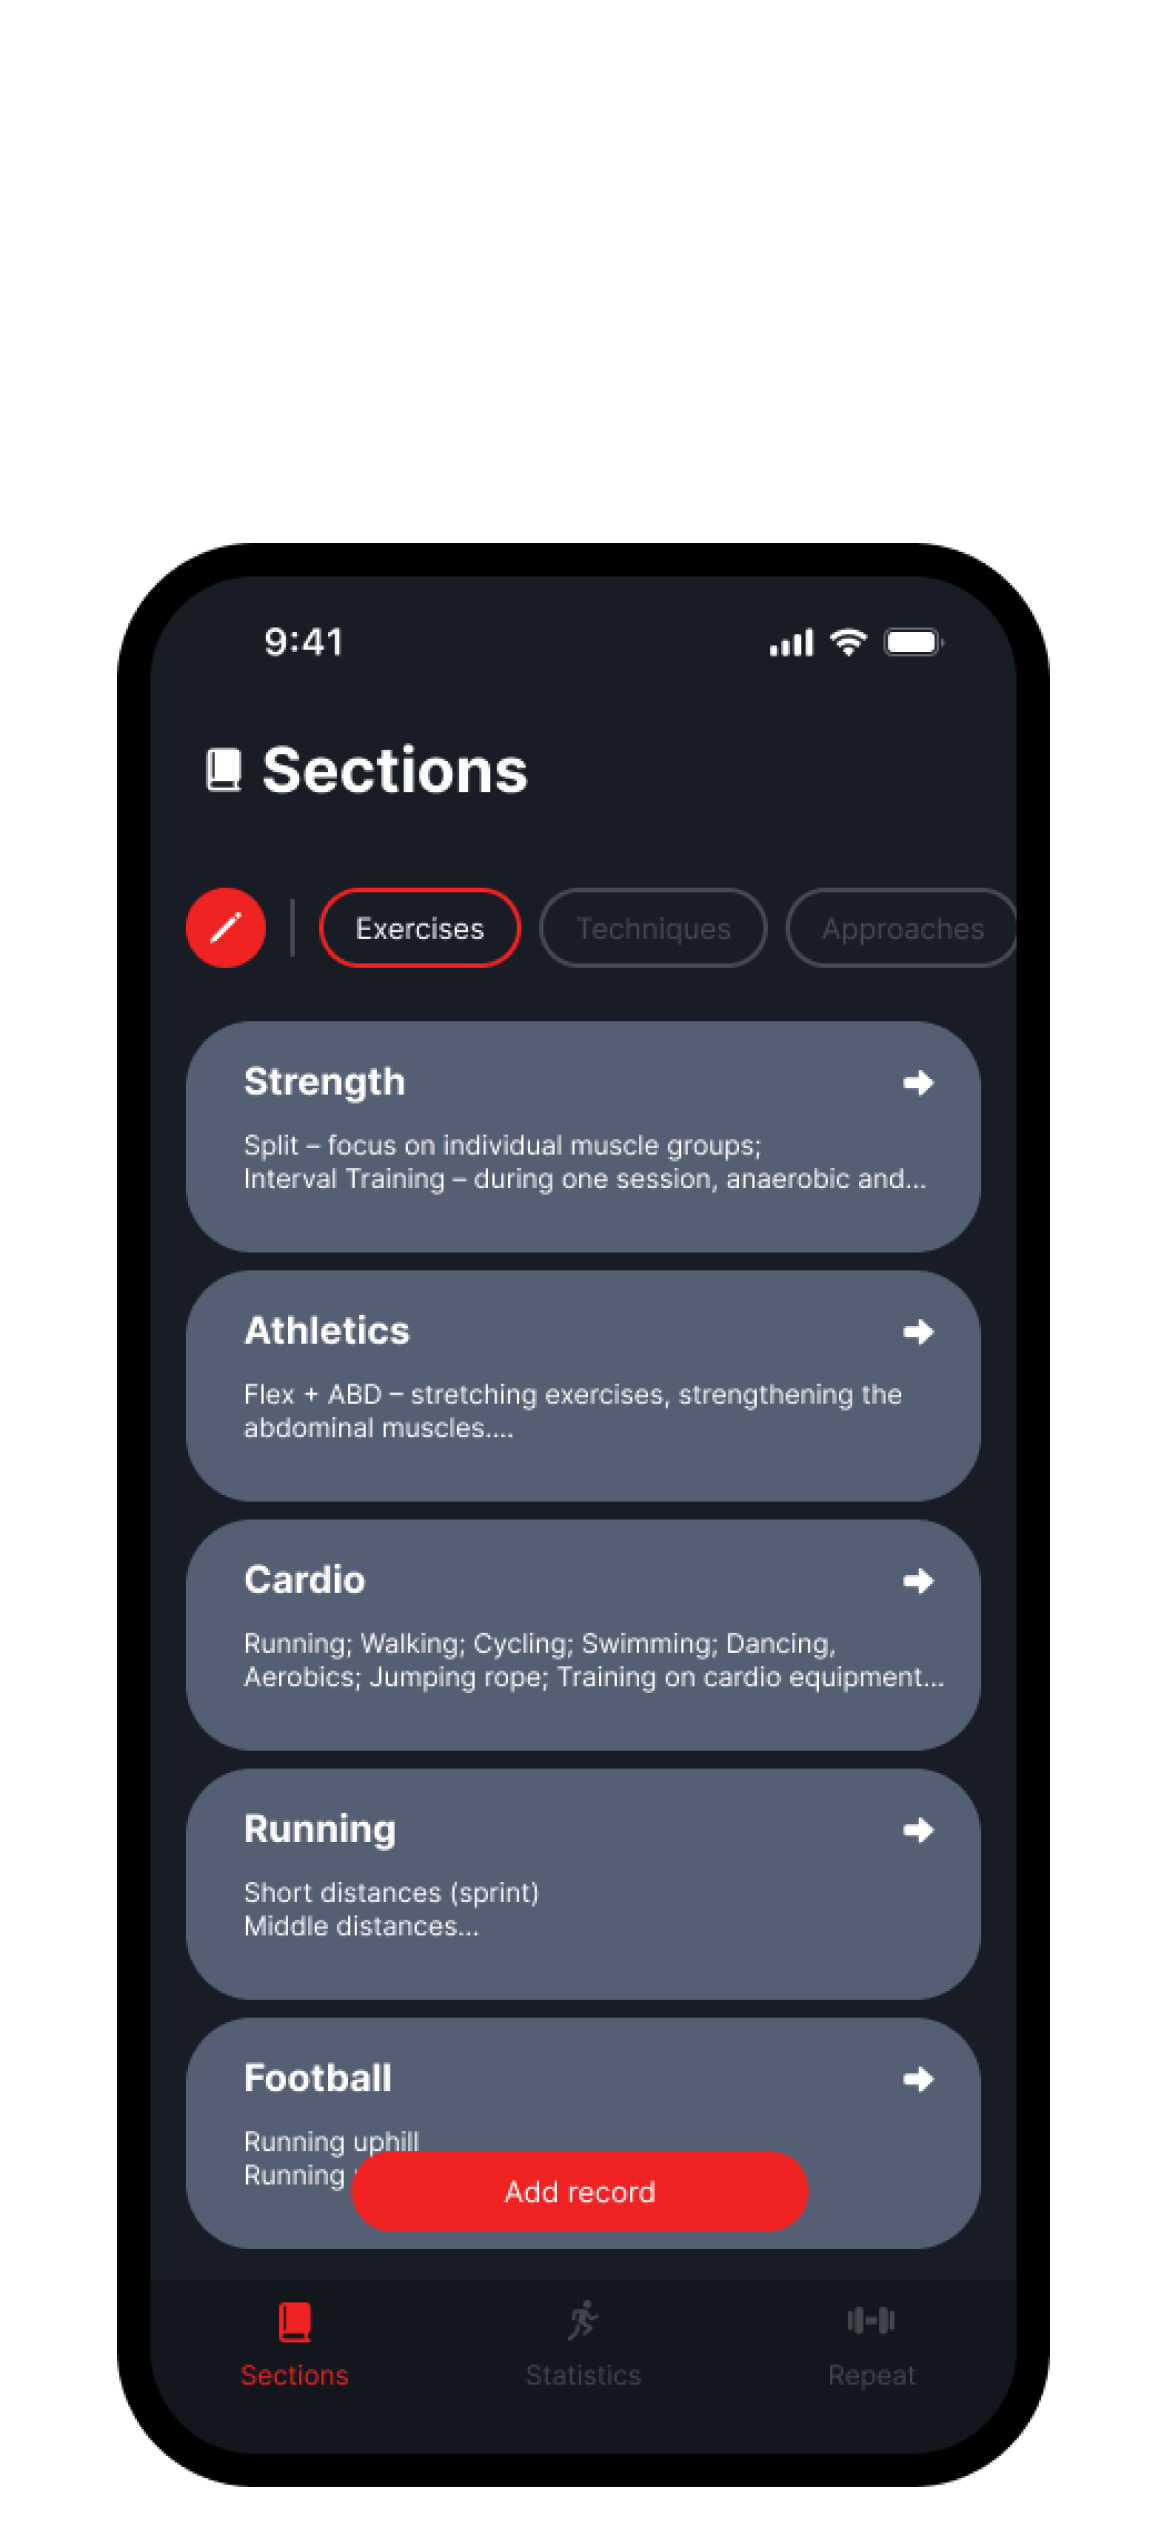 9:41
Sections
Exercises
Techniques
Approaches
Strength
Split – focus on individual muscle groups;
Interval Training – during one session, anaerobic and...
Athletics
Flex + ABD – stretching exercises, strengthening the
abdominal muscles....
Cardio
Running; Walking; Cycling; Swimming; Dancing,
Aerobics; Jumping rope; Training on cardio equipment...
Running
Short distances (sprint)
Middle distances...
Football
Running uphill
Running
Add record
Sections
Statistics
Repeat